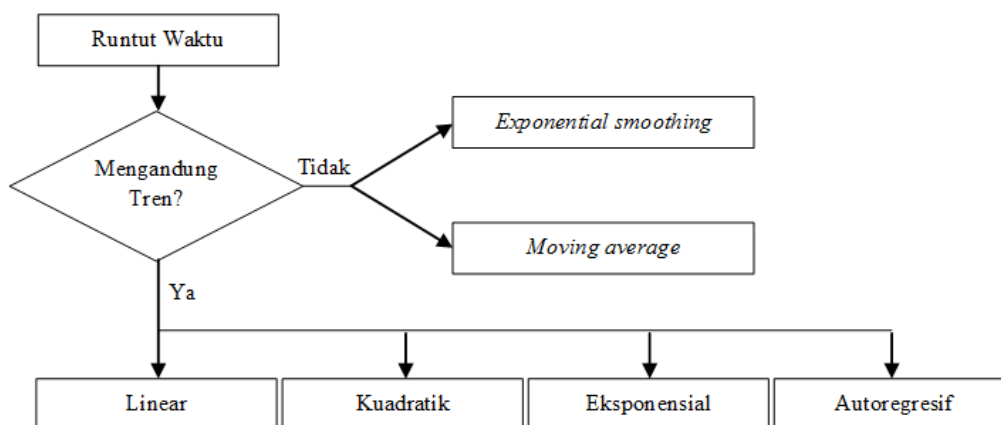 Runtut Waktu
Exponential smoothing
Tidak
Mengandung
Tren?
Moving average
Ya
Linear
Kuadratik
Eksponensial
Autoregresif